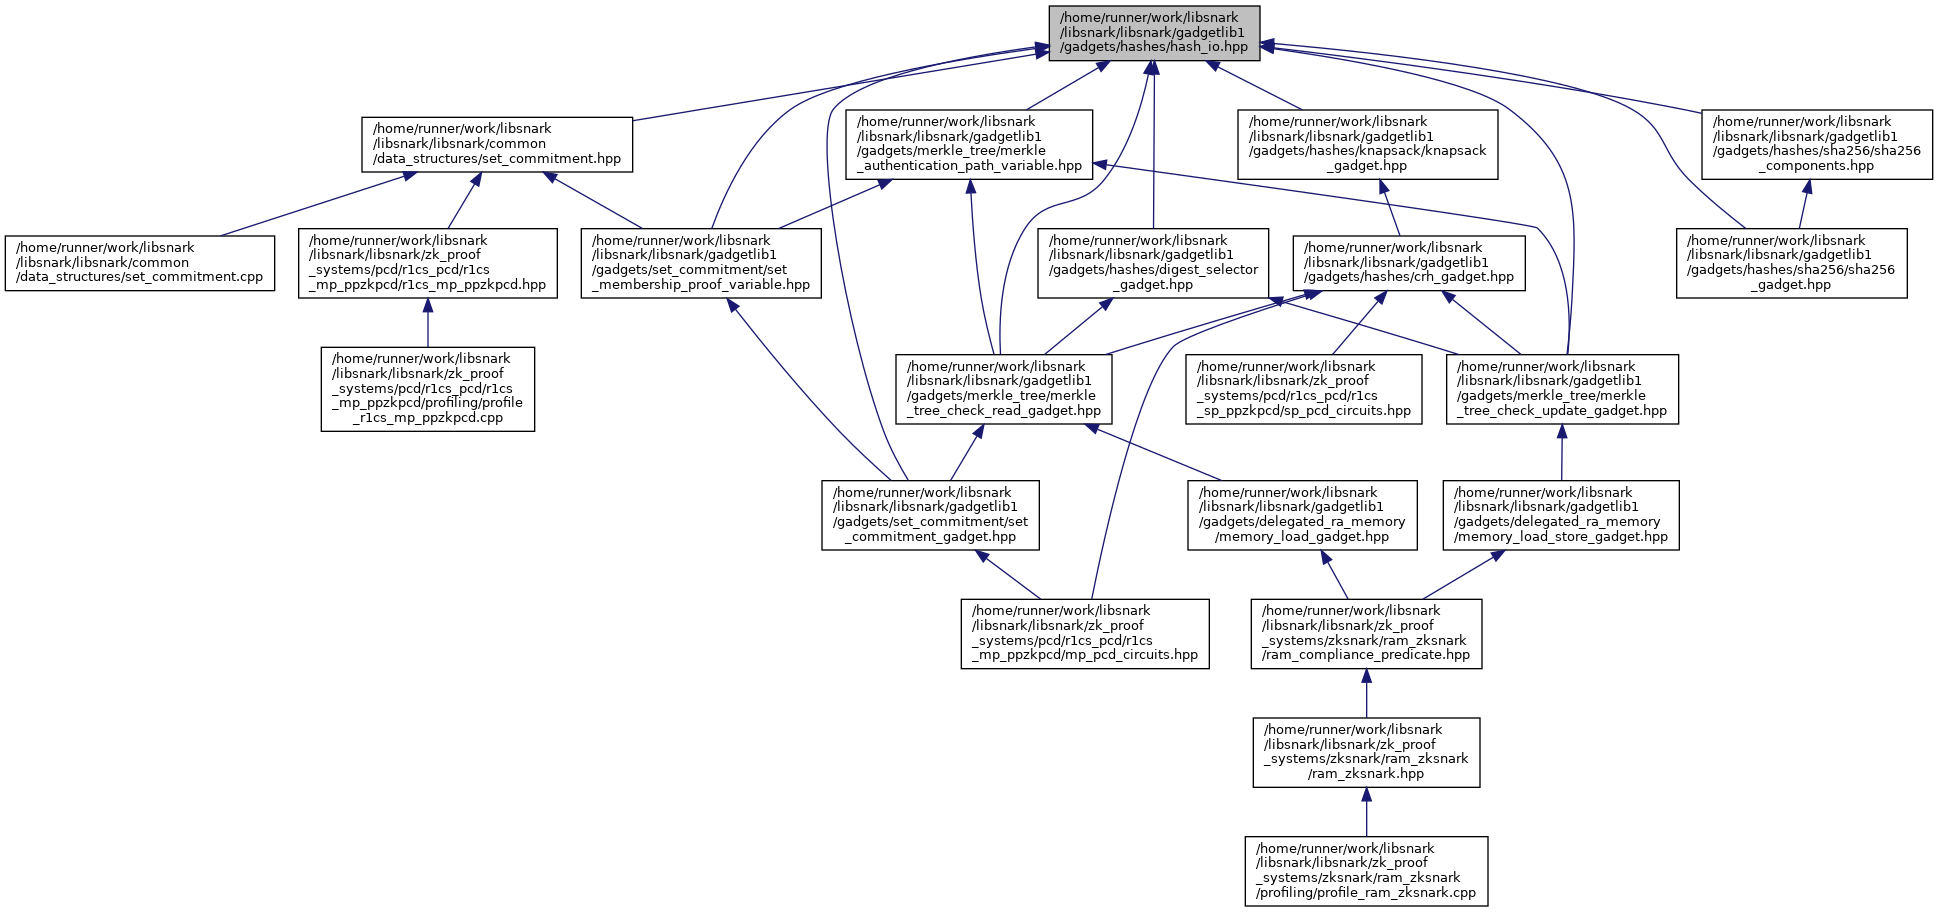 /home/runner/work/libsnark
/libsnark/libsnark/gadgetlib1
/gadgets/hashes/hash_io.hpp
/home/runner/work/libsnark
/libsnark/libsnark/common
/data_structures/set_commitment.hpp
/home/runner/work/libsnark
/libsnark/libsnark/gadgetlib1
/gadgets/merkle_tree/merkle
_authentication_path_variable.hpp
/home/runner/work/libsnark
/libsnark/libsnark/gadgetlib1
/gadgets/hashes/knapsack/knapsack
_gadget.hpp
/home/runner/work/libsnark
/libsnark/libsnark/gadgetlib1
/gadgets/hashes/sha256/sha256
_components.hpp
/home/runner/work/libsnark
/libsnark/libsnark/common
/data_structures/set_commitment.cpp
/home/runner/work/libsnark
/libsnark/libsnark/zk_proof
_systems/pcd/r1cs_pcd/r1cs
_mp_ppzkpcd/r1cs_mp_ppzkpcd.hpp
/home/runner/work/libsnark
/libsnark/libsnark/gadgetlib1
/gadgets/set_commitment/set
_membership_proof_variable.hpp
/home/runner/work/libsnark
/libsnark/libsnark/gadgetlib1
/gadgets/hashes/digest_selector
_gadget.hpp
/home/runner/work/libsnark
/libsnark/libsnark/gadgetlib1
/gadgets/hashes/crh_gadget.hpp
/home/runner/work/libsnark
/libsnark/libsnark/gadgetlib1
/gadgets/hashes/sha256/sha256
_gadget.hpp
/home/runner/work/libsnark
/libsnark/libsnark/zk_proof
_systems/pcd/r1cs_pcd/r1cs
_mp_ppzkpcd/profiling/profile
_r1cs_mp_ppzkpcd.cpp
/home/runner/work/libsnark
/libsnark/libsnark/gadgetlib1
/gadgets/merkle_tree/merkle
_tree_check_read_gadget.hpp
/home/runner/work/libsnark
/libsnark/libsnark/zk_proof
_systems/pcd/r1cs_pcd/r1cs
_sp_ppzkpcd/sp_pcd_circuits.hpp
/home/runner/work/libsnark
/libsnark/libsnark/gadgetlib1
/gadgets/merkle_tree/merkle
_tree_check_update_gadget.hpp
/home/runner/work/libsnark
/libsnark/libsnark/gadgetlib1
/gadgets/set_commitment/set
_commitment_gadget.hpp
/home/runner/work/libsnark
/libsnark/libsnark/gadgetlib1
/gadgets/delegated_ra_memory
/memory_load_gadget.hpp
/home/runner/work/libsnark
/libsnark/libsnark/gadgetlib1
/gadgets/delegated_ra_memory
/memory_load_store_gadget.hpp
/home/runner/work/libsnark
/libsnark/libsnark/zk_proof
_systems/pcd/r1cs_pcd/r1cs
_mp_ppzkpcd/mp_pcd_circuits.hpp
/home/runner/work/libsnark
/libsnark/libsnark/zk_proof
_systems/zksnark/ram_zksnark
/ram_compliance_predicate.hpp
/home/runner/work/libsnark
/libsnark/libsnark/zk_proof
_systems/zksnark/ram_zksnark
/ram_zksnark.hpp
/home/runner/work/libsnark
/libsnark/libsnark/zk_proof
_systems/zksnark/ram_zksnark
/profiling/profile_ram_zksnark.cpp